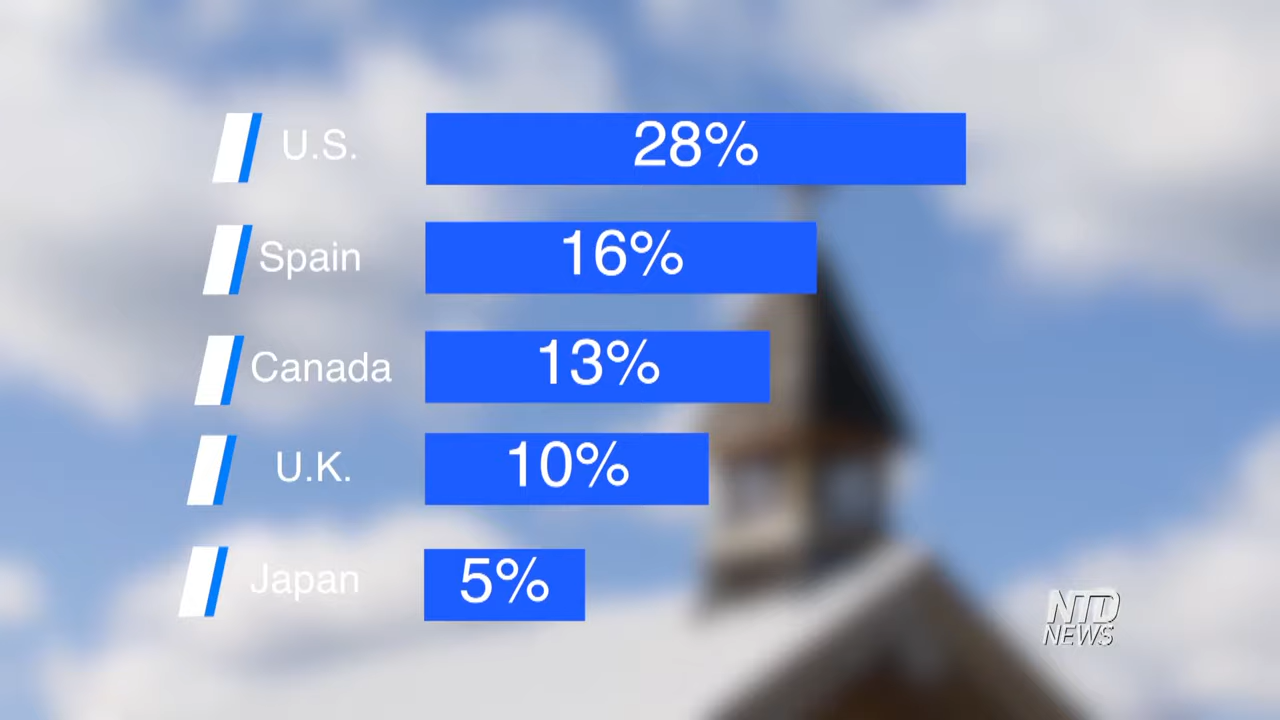 U.S. 28%
Spain 16%
Canada 13%
U.K. 10%
Japan 5%
NTD
NEWS